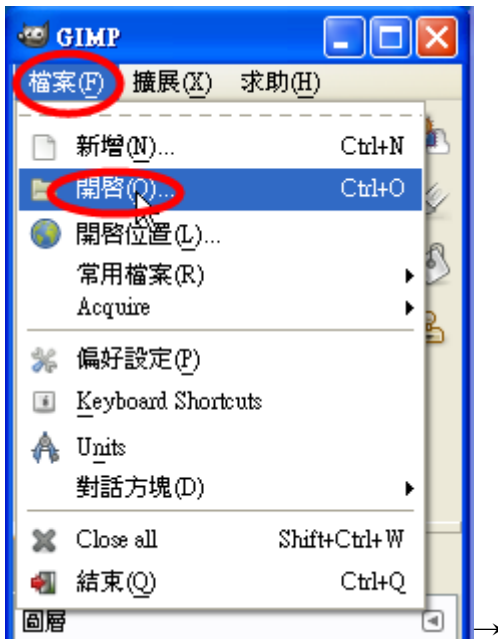 GIMP
檔案(F) 擴展(X) 求助(H)
新增(N)... Ctrl+N
開啓(O)... Ctrl+O
開啓位置(L)...
常用檔案(R)
Acquire
偏好設定(P)
Keyboard Shortcuts
Units
對話方塊(D)
Close all Shift+Ctrl+W
結束(Q) Ctrl+Q
圖層
→